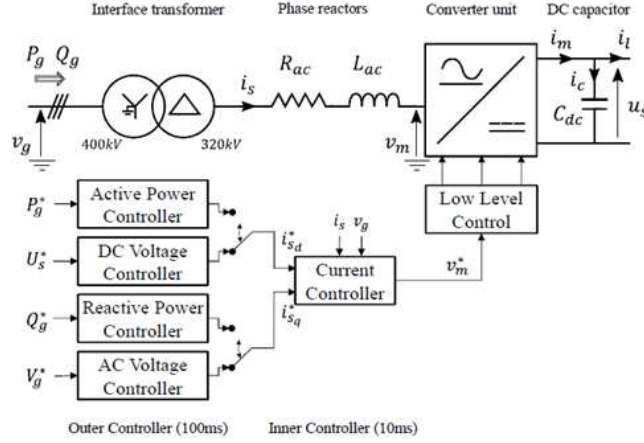 Interface transformer Phase reactors Converter unit DC capacitor
P_g Q_g
i_s R_ac L_ac i_m i_l
i_c
C_dc u_s
v_g 400kV 320kV v_m
P_g* Active Power Controller
U_s* DC Voltage Controller
Q_g* Reactive Power Controller
V_g* AC Voltage Controller
i_sd*
i_sq*
i_s v_g
Current Controller
v_m*
Low Level Control
Outer Controller (100ms) Inner Controller (10ms)